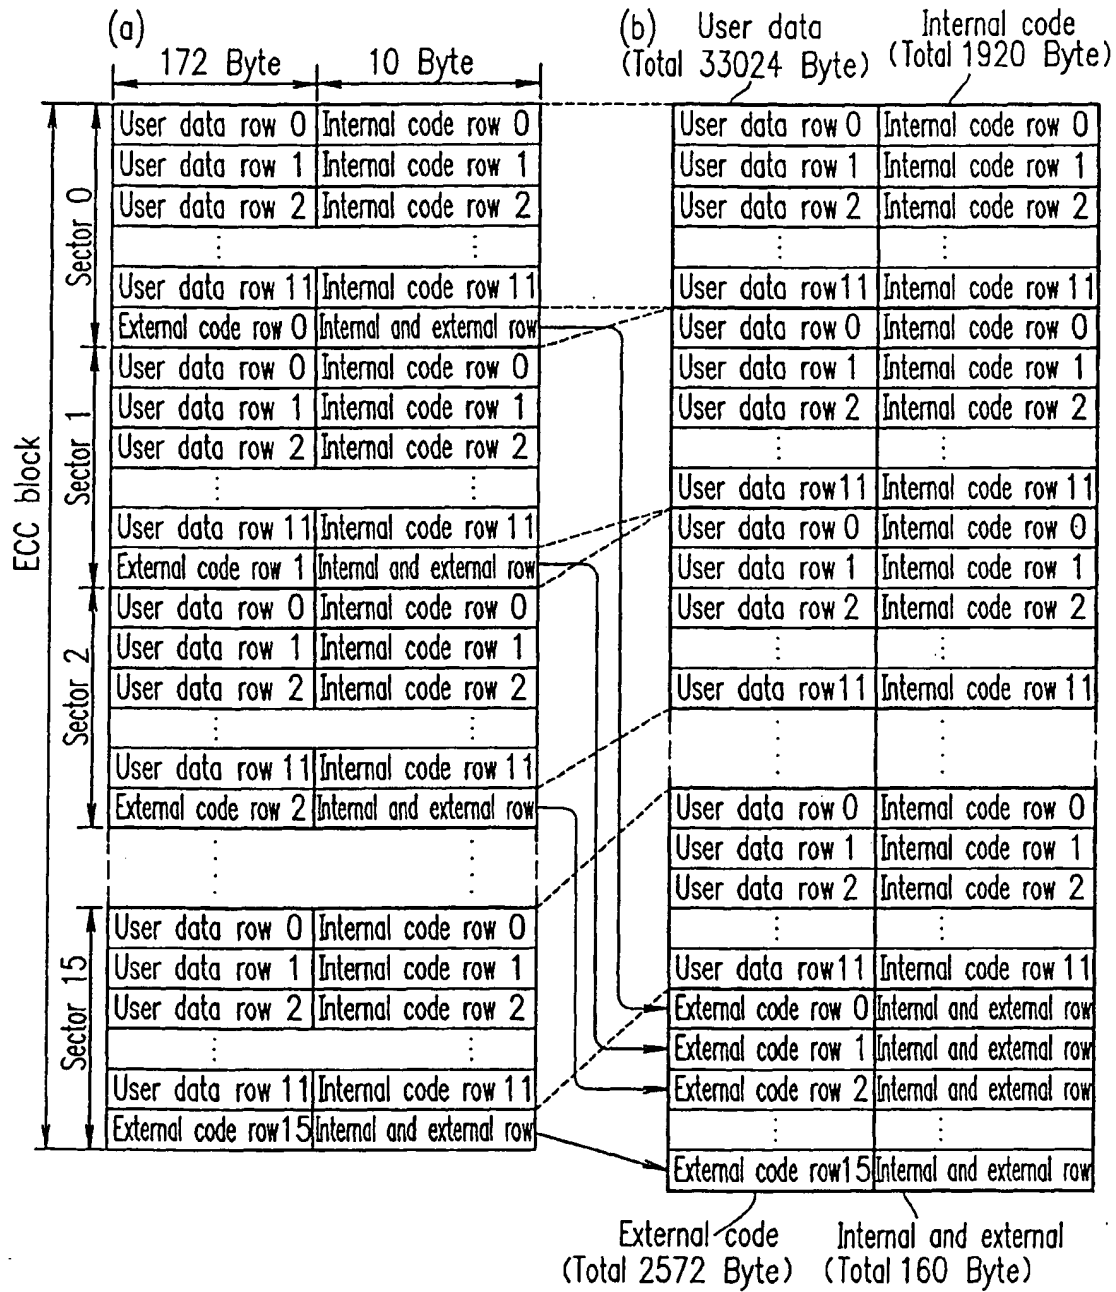 (a)
172 Byte
10 Byte
ECC block
Sector 0
User data row 0 Internal code row 0
User data row 1 Internal code row 1
User data row 2 Internal code row 2
User data row 11 Internal code row 11
External code row 0 Internal and external row
Sector 1
User data row 0 Internal code row 0
User data row 1 Internal code row 1
User data row 2 Internal code row 2
User data row 11 Internal code row 11
External code row 1 Internal and external row
Sector 2
User data row 0 Internal code row 0
User data row 1 Internal code row 1
User data row 2 Internal code row 2
User data row 11 Internal code row 11
External code row 2 Internal and external row
Sector 15
User data row 0 Internal code row 0
User data row 1 Internal code row 1
User data row 2 Internal code row 2
User data row 11 Internal code row 11
External code row15 Internal and external row
(b)
User data
(Total 33024 Byte)
Internal code
(Total 1920 Byte)
User data row 0 Internal code row 0
User data row 1 Internal code row 1
User data row 2 Internal code row 2
User data row11 Internal code row 11
User data row 0 Internal code row 0
User data row 1 Internal code row 1
User data row 2 Internal code row 2
User data row11 Internal code row 11
User data row 0 Internal code row 0
User data row 1 Internal code row 1
User data row 2 Internal code row 2
User data row11 Internal code row 11
User data row 0 Internal code row 0
User data row 1 Internal code row 1
User data row 2 Internal code row 2
User data row11 Internal code row 11
External code row 0 Internal and external row
External code row 1 Internal and external row
External code row 2 Internal and external row
External code row15 Internal and external row
External code
(Total 2572 Byte)
Internal and external
(Total 160 Byte)